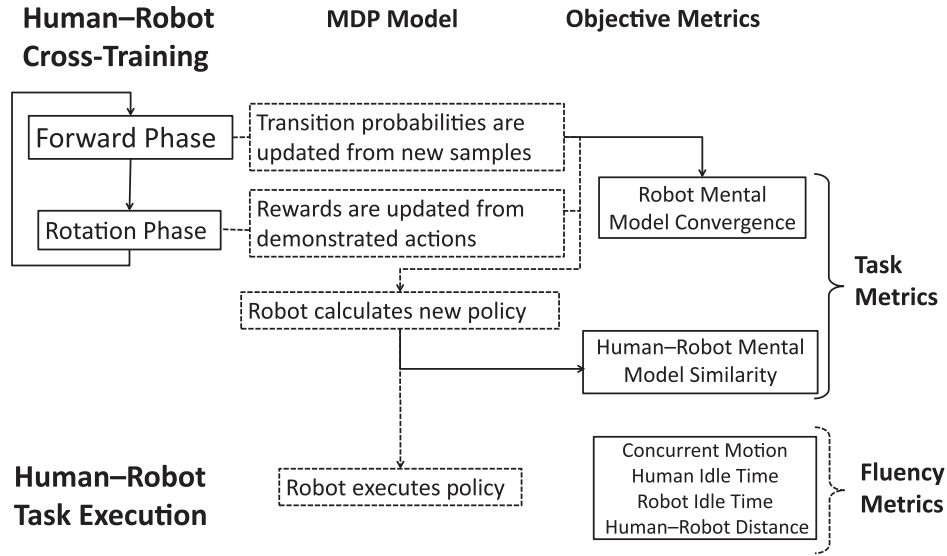 Human–Robot
Cross-Training
MDP Model
Objective Metrics
Forward Phase
Transition probabilities are
updated from new samples
Rotation Phase
Rewards are updated from
demonstrated actions
Robot Mental
Model Convergence
Task
Metrics
Robot calculates new policy
Human–Robot Mental
Model Similarity
Human–Robot
Task Execution
Robot executes policy
Concurrent Motion
Human Idle Time
Robot Idle Time
Human–Robot Distance
Fluency
Metrics